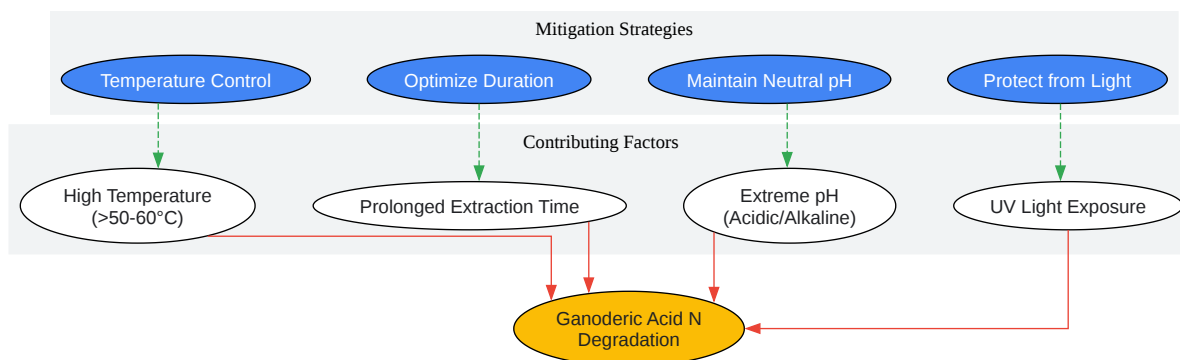 Mitigation Strategies
Temperature Control
Optimize Duration
Maintain Neutral pH
Protect from Light
Contributing Factors
High Temperature
(>50-60°C)
Prolonged Extraction Time
Extreme pH
(Acidic/Alkaline)
UV Light Exposure
Ganoderic Acid N
Degradation